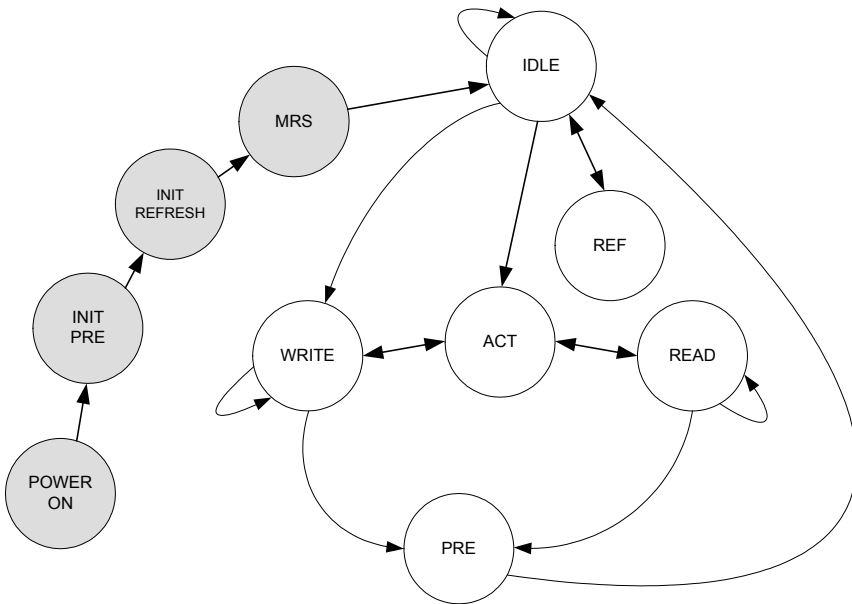 IDLE
MRS
INIT
REFRESH
REF
INIT
PRE
WRITE
ACT
READ
POWER
ON
PRE